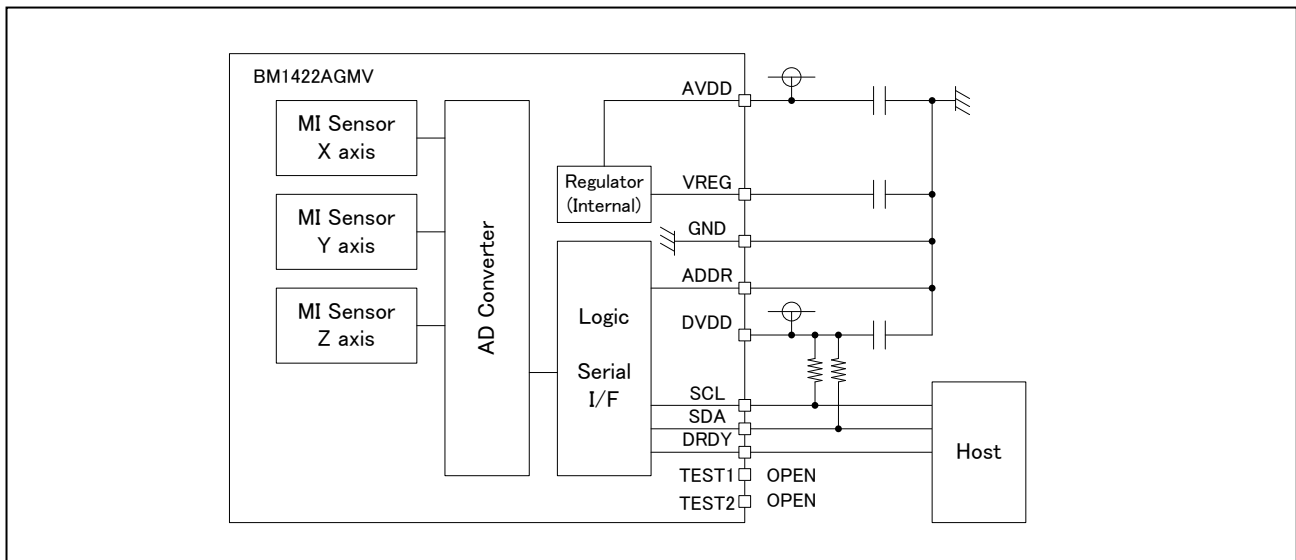 BM1422AGMV
MI Sensor
X axis
MI Sensor
Y axis
MI Sensor
Z axis
AD Converter
Regulator
(Internal)
Logic
Serial
I/F
AVDD
VREG
GND
ADDR
DVDD
SCL
SDA
DRDY
TEST1 OPEN
TEST2 OPEN
Host